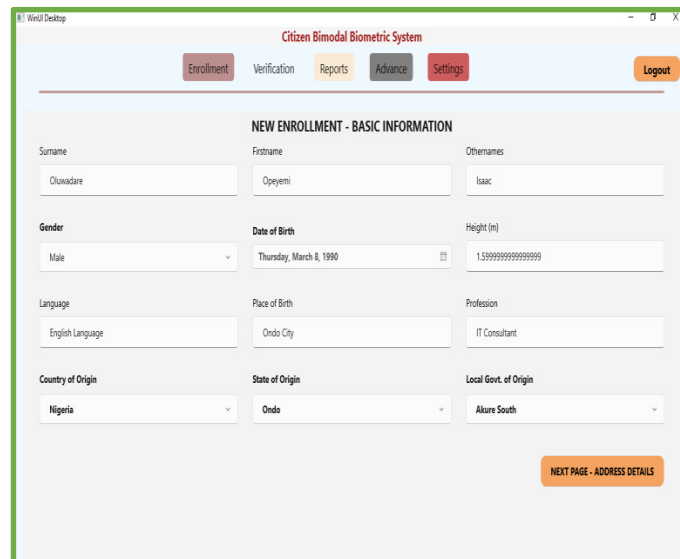 WinUI Desktop
Citizen Bimodal Biometric System
Enrollment Verification Reports Advance Settings Logout
NEW ENROLLMENT - BASIC INFORMATION
Surname Firstname Othernames
Oluwadare Opeyemi Isaac
Gender Date of Birth Height (m)
Male Thursday, March 8, 1990 1.5999999999999999
Language Place of Birth Profession
English Language Ondo City IT Consultant
Country of Origin State of Origin Local Govt. of Origin
Nigeria Ondo Akure South
NEXT PAGE - ADDRESS DETAILS